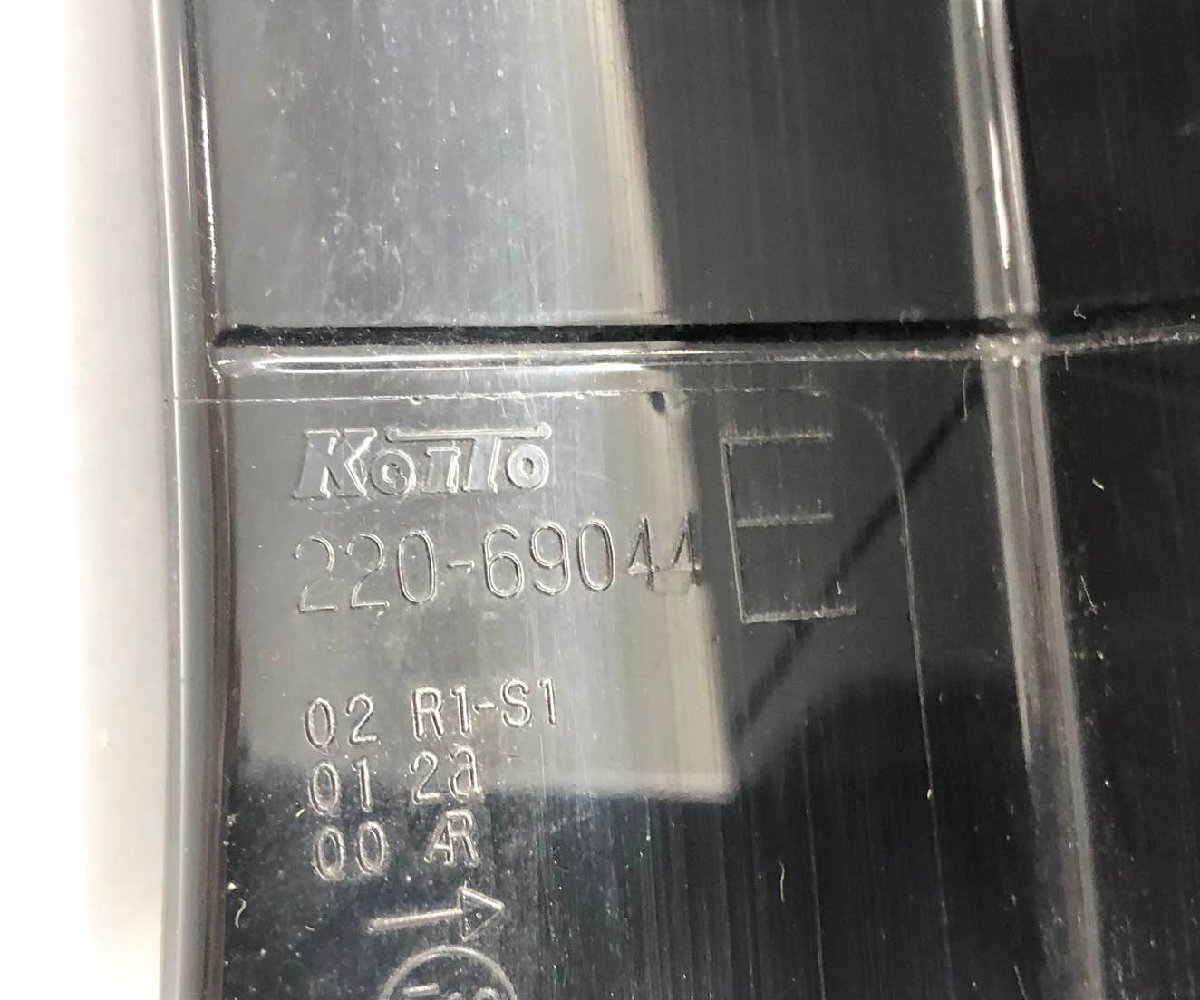 KOITO
220-69044 E
02 R1-S1
01 2a
00 AR